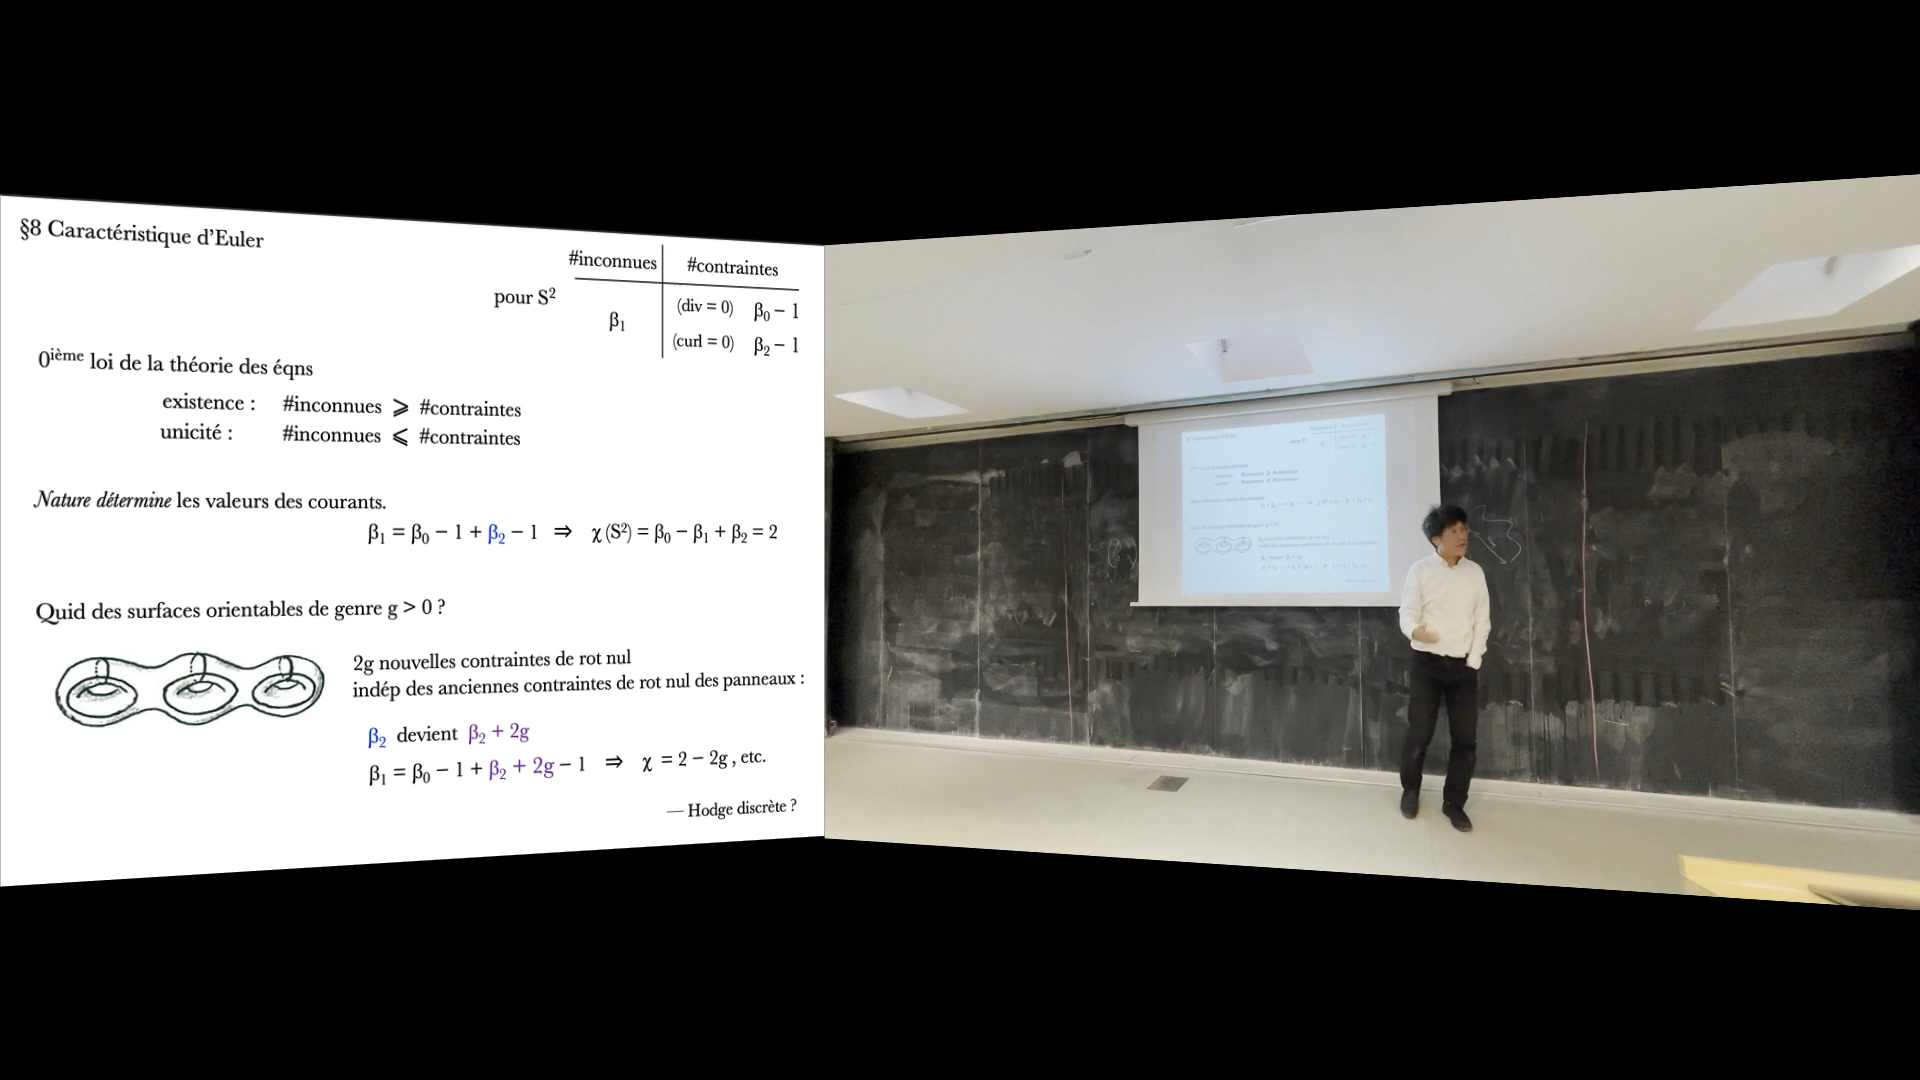 §8 Caractéristique d'Euler
#inconnues #contraintes
pour S²
β₁
(div = 0) β₀ − 1
(curl = 0) β₂ − 1
0ième loi de la théorie des éqns
existence : #inconnues ⩾ #contraintes
unicité : #inconnues ⩽ #contraintes
Nature détermine les valeurs des courants.
β₁ = β₀ − 1 + β₂ − 1 ⇒ χ (S²) = β₀ − β₁ + β₂ = 2
Quid des surfaces orientables de genre g > 0 ?
2g nouvelles contraintes de rot nul
indép des anciennes contraintes de rot nul des panneaux :
β₂ devient β₂ + 2g
β₁ = β₀ − 1 + β₂ + 2g − 1 ⇒ χ = 2 − 2g , etc.
— Hodge discrète ?